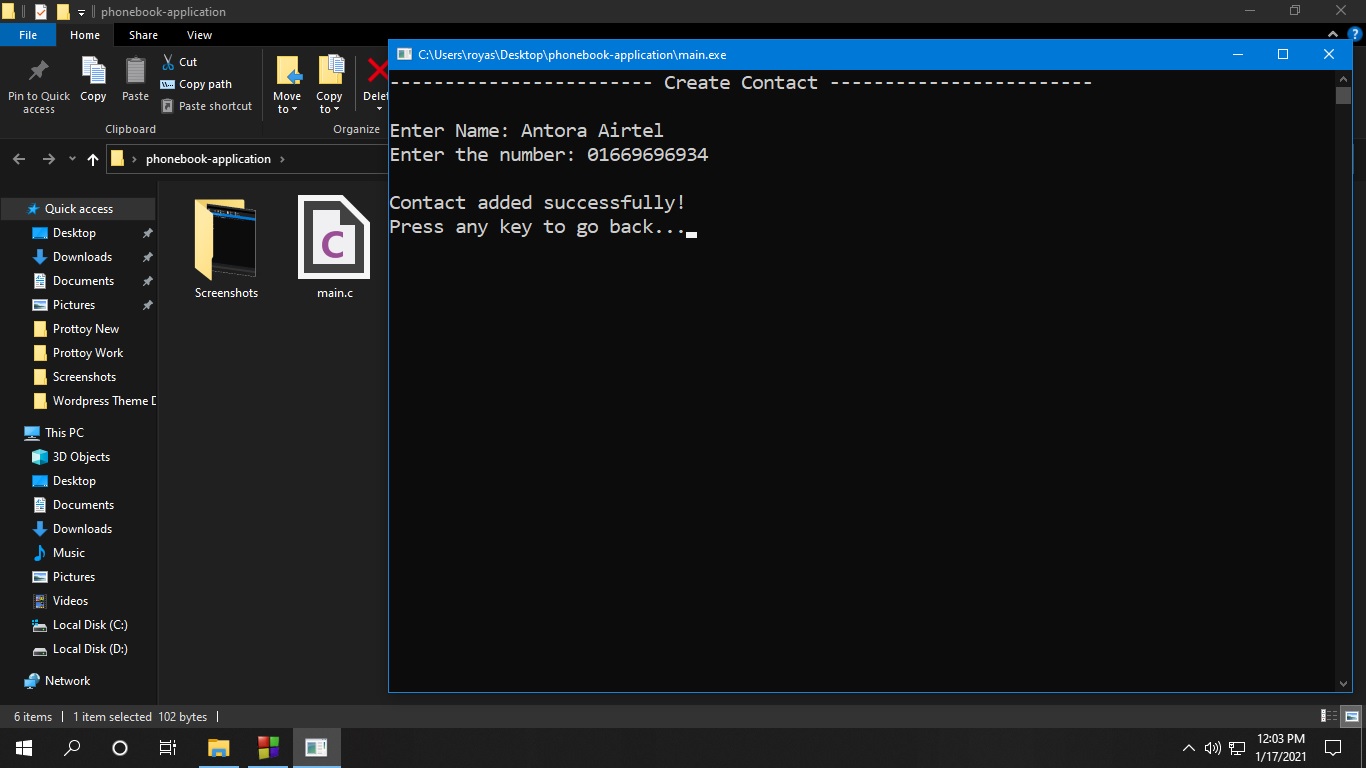 phonebook-application
File Home Share View
Pin to Quick access
Copy
Paste
Cut
Copy path
Paste shortcut
Move to
Copy to
Delet
Clipboard
Organize
phonebook-application
Quick access
Desktop
Downloads
Documents
Pictures
Prottoy New
Prottoy Work
Screenshots
Wordpress Theme D
This PC
3D Objects
Desktop
Documents
Downloads
Music
Pictures
Videos
Local Disk (C:)
Local Disk (D:)
Network
Screenshots
main.c
C:\Users\royas\Desktop\phonebook-application\main.exe
------------------------ Create Contact ------------------------
Enter Name: Antora Airtel
Enter the number: 01669696934
Contact added successfully!
Press any key to go back...
6 items 1 item selected 102 bytes
12:03 PM
1/17/2021